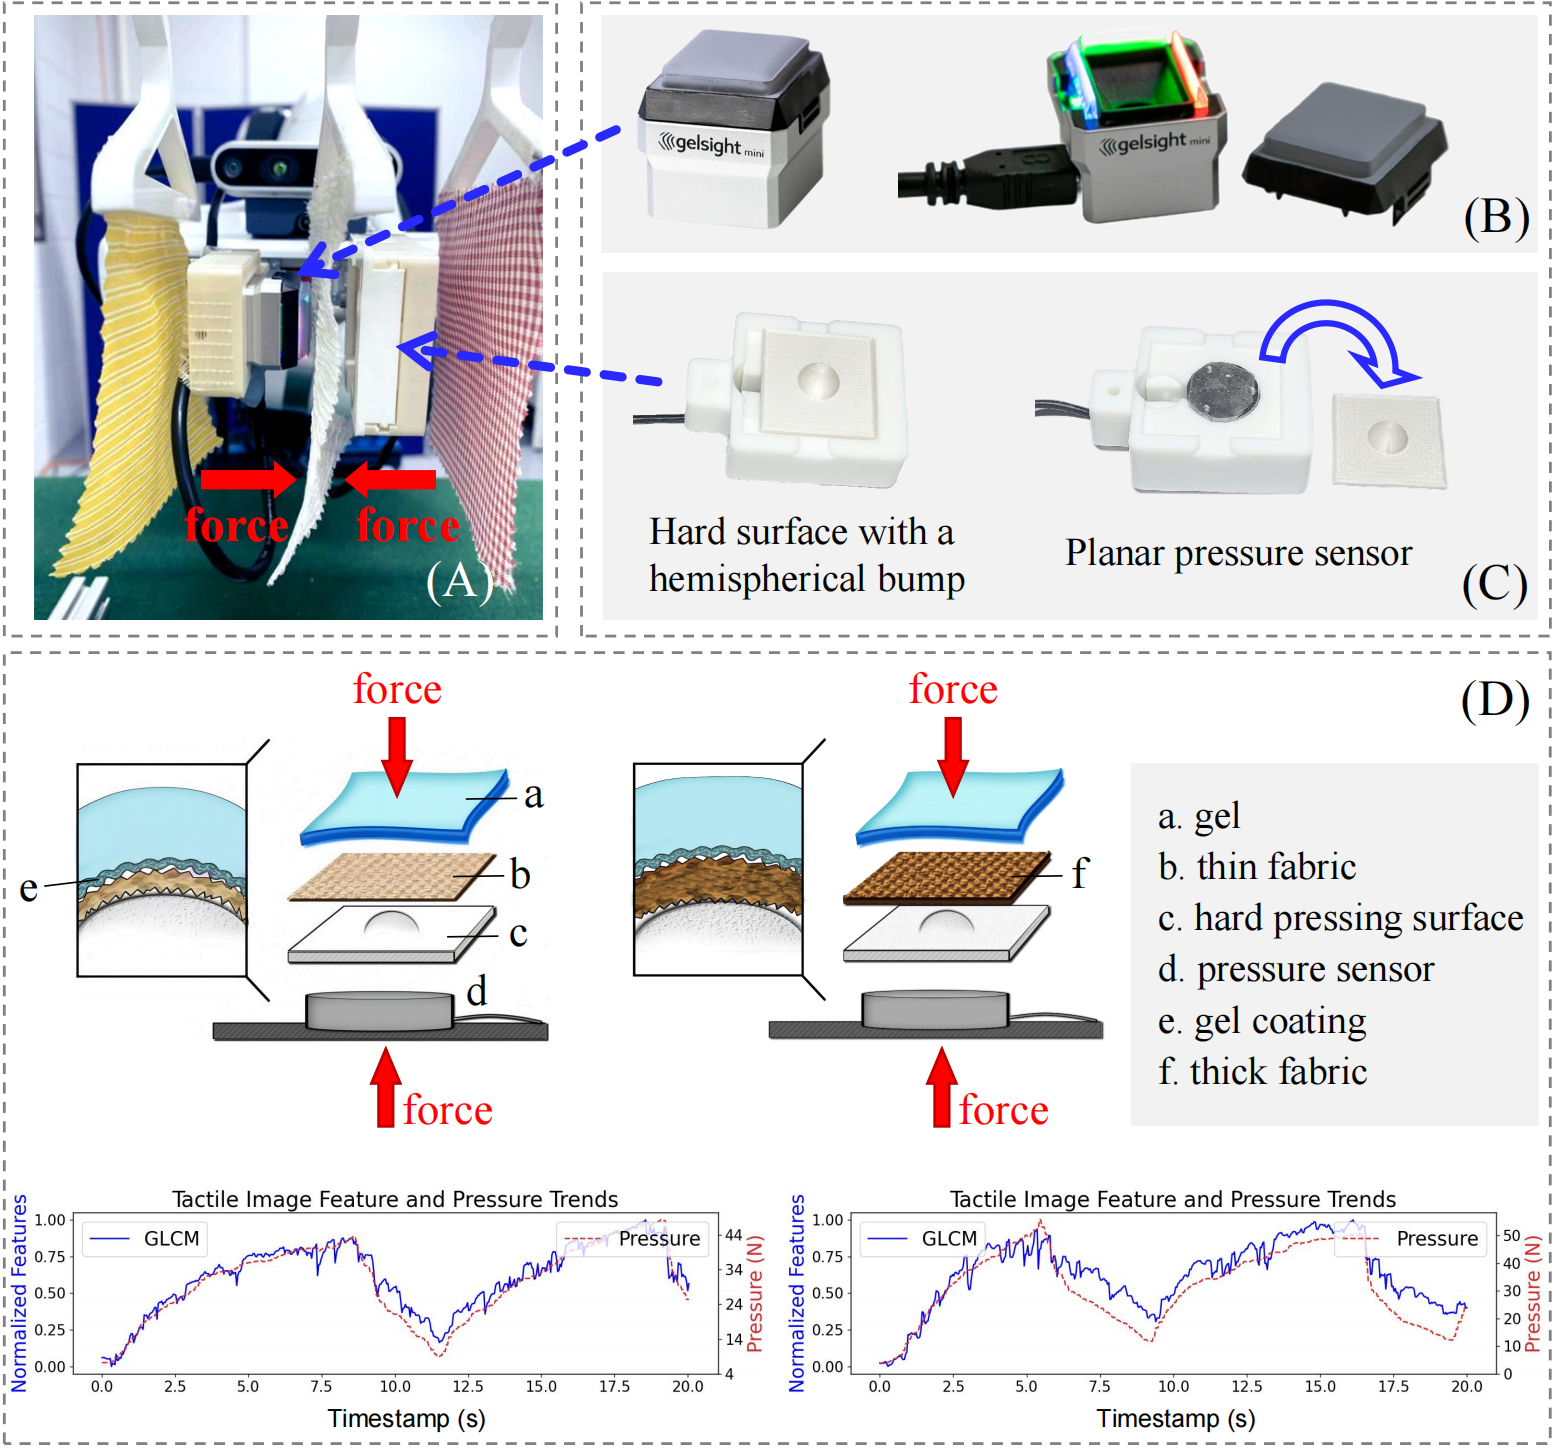 force force
(A)
gelsight mini
gelsight mini
(B)
Hard surface with a
hemispherical bump
Planar pressure sensor
(C)
force
force
(D)
a
b
c
d
e
f
force
force
a. gel
b. thin fabric
c. hard pressing surface
d. pressure sensor
e. gel coating
f. thick fabric
Tactile Image Feature and Pressure Trends
Normalized Features
1.00
0.75
0.50
0.25
0.00
GLCM
Pressure
44
34
24
14
4
Pressure (N)
0.0 2.5 5.0 7.5 10.0 12.5 15.0 17.5 20.0
Timestamp (s)
Tactile Image Feature and Pressure Trends
Normalized Features
1.00
0.75
0.50
0.25
0.00
GLCM
Pressure
50
40
30
20
10
0
Pressure (N)
0.0 2.5 5.0 7.5 10.0 12.5 15.0 17.5 20.0
Timestamp (s)